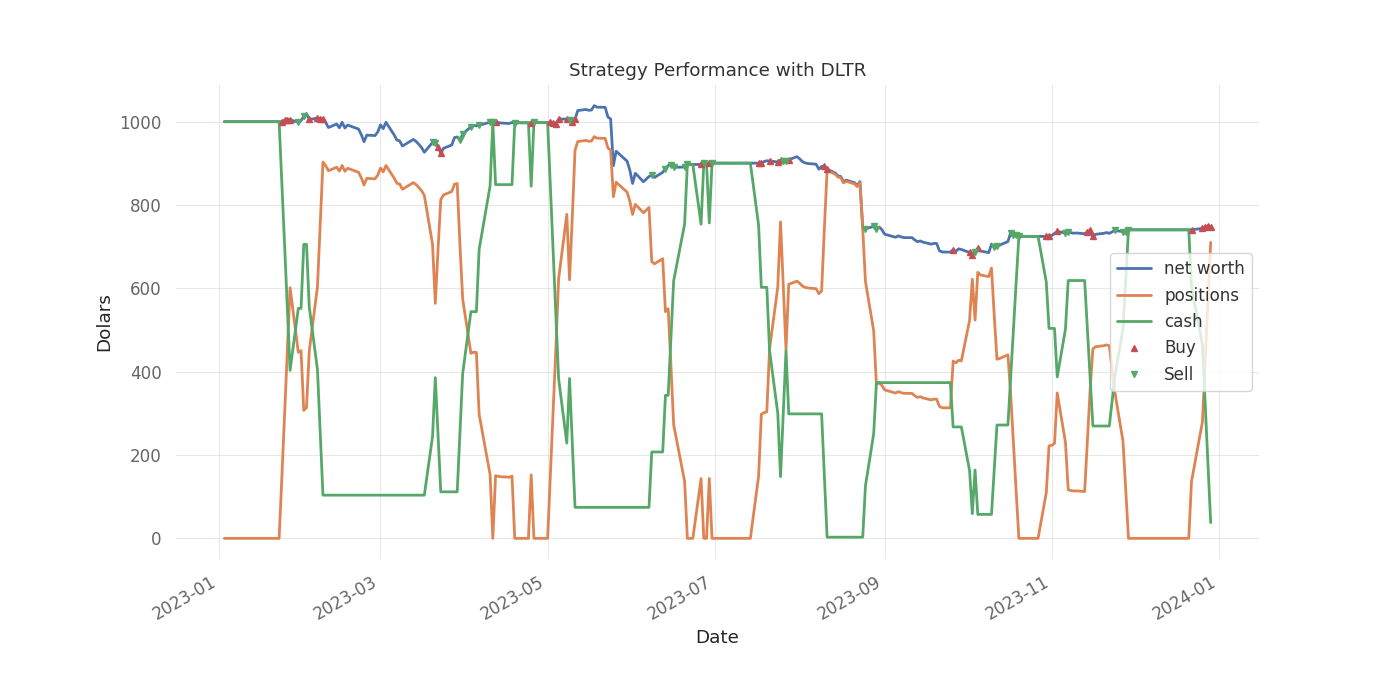 Strategy Performance with DLTR
Dolars
1000
800
600
400
200
0
net worth
positions
cash
Buy
Sell
2023-01
2023-03
2023-05
2023-07
2023-09
2023-11
2024-01
Date